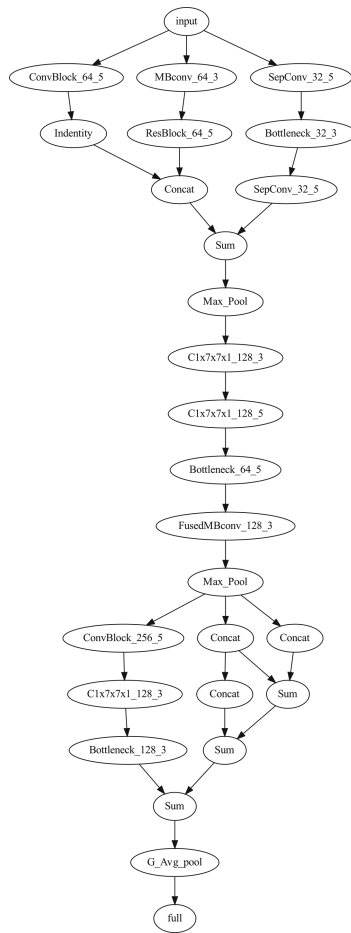 input
ConvBlock_64_5 MBconv_64_3 SepConv_32_5
Indentity ResBlock_64_5 Bottleneck_32_3
Concat SepConv_32_5
Sum
Max_Pool
C1x7x7x1_128_3
C1x7x7x1_128_5
Bottleneck_64_5
FusedMBconv_128_3
Max_Pool
ConvBlock_256_5 Concat Concat
C1x7x7x1_128_3 Concat Sum
Bottleneck_128_3 Sum
Sum
G_Avg_pool
full